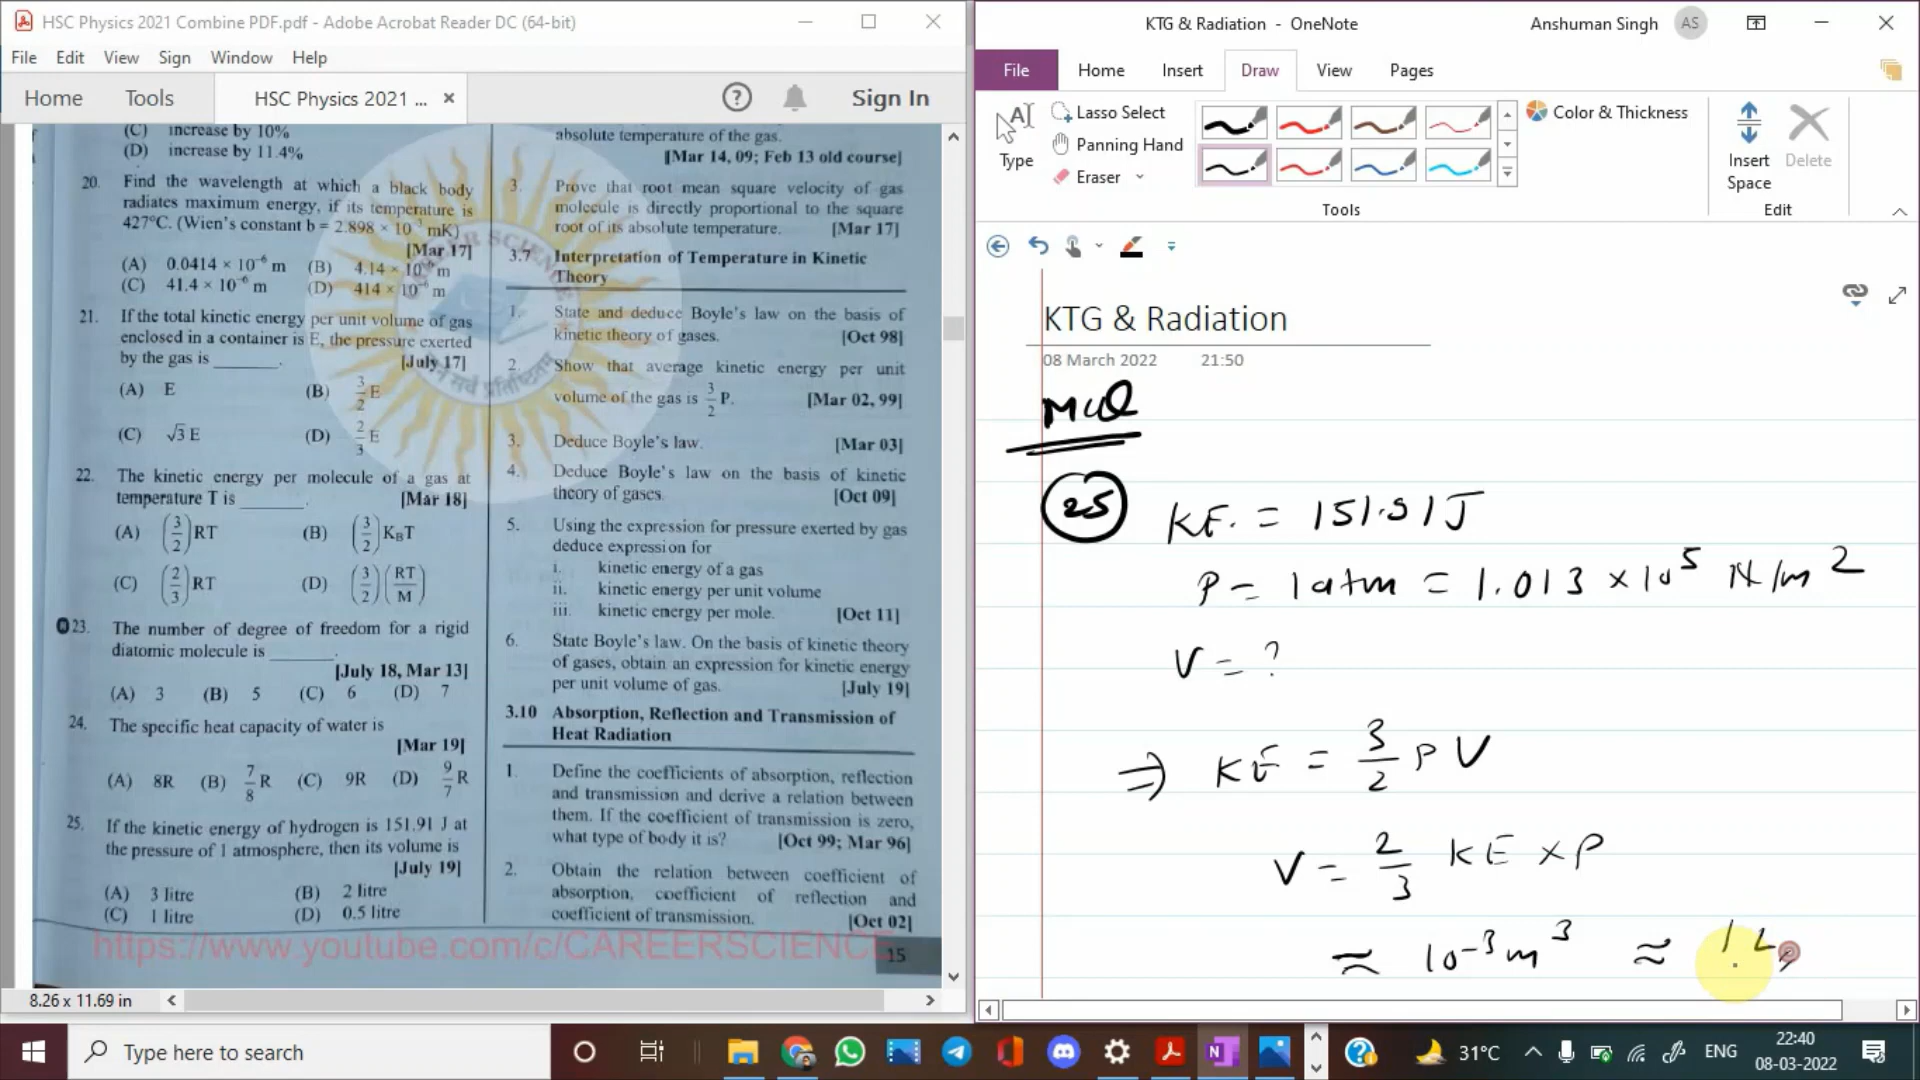 HSC Physics 2021 Combine PDF.pdf - Adobe Acrobat Reader DC (64-bit)
File Edit View Sign Window Help
Home Tools HSC Physics 2021 ... × Sign In
(C) increase by 10%
(D) increase by 11.4%
20. Find the wavelength at which a black body
radiates maximum energy, if its temperature is
427°C. (Wien's constant b = 2.898 × 10⁻³ mK)
[Mar 17]
(A) 0.0414 × 10⁻⁶ m (B) 4.14 × 10⁻⁶ m
(C) 41.4 × 10⁻⁶ m (D) 414 × 10⁻⁶ m
21. If the total kinetic energy per unit volume of gas
enclosed in a container is E, the pressure exerted
by the gas is ______. [July 17]
(A) E (B) 3/2 E
(C) √3 E (D) 2/3 E
22. The kinetic energy per molecule of a gas at
temperature T is ______. [Mar 18]
(A) (3/2) RT (B) (3/2) K_BT
(C) (2/3) RT (D) (3/2) (RT/M)
23. The number of degree of freedom for a rigid
diatomic molecule is ______.
[July 18, Mar 13]
(A) 3 (B) 5 (C) 6 (D) 7
24. The specific heat capacity of water is
[Mar 19]
(A) 8R (B) 7/8 R (C) 9R (D) 9/7 R
25. If the kinetic energy of hydrogen is 151.91 J at
the pressure of 1 atmosphere, then its volume is
[July 19]
(A) 3 litre (B) 2 litre
(C) 1 litre (D) 0.5 litre
absolute temperature of the gas.
[Mar 14, 09; Feb 13 old course]
3. Prove that root mean square velocity of gas
molecule is directly proportional to the square
root of its absolute temperature. [Mar 17]
3.7 Interpretation of Temperature in Kinetic
Theory
1. State and deduce Boyle's law on the basis of
kinetic theory of gases. [Oct 98]
2. Show that average kinetic energy per unit
volume of the gas is 3/2 P. [Mar 02, 99]
3. Deduce Boyle's law. [Mar 03]
4. Deduce Boyle's law on the basis of kinetic
theory of gases. [Oct 09]
5. Using the expression for pressure exerted by gas
deduce expression for
i. kinetic energy of a gas
ii. kinetic energy per unit volume
iii. kinetic energy per mole. [Oct 11]
6. State Boyle's law. On the basis of kinetic theory
of gases, obtain an expression for kinetic energy
per unit volume of gas. [July 19]
3.10 Absorption, Reflection and Transmission of
Heat Radiation
1. Define the coefficients of absorption, reflection
and transmission and derive a relation between
them. If the coefficient of transmission is zero,
what type of body it is? [Oct 99; Mar 96]
2. Obtain the relation between coefficient of
absorption, coefficient of reflection and
coefficient of transmission. [Oct 02]
https://www.youtube.com/c/CAREERSCIENCE
15
8.26 x 11.69 in
KTG & Radiation - OneNote Anshuman Singh AS
File Home Insert Draw View Pages
Type Lasso Select
Panning Hand
Eraser
Color & Thickness
Insert Space Delete
Tools Edit
KTG & Radiation
08 March 2022 21:50
MCQ
25 KE. = 151.91J
P = 1 atm = 1.013 × 10⁵ N/m²
V = ?
⇒ KE = 3/2 P V
V = 2/3 KE × P
≈ 10⁻³ m³ ≈ 1 L
Type here to search
31°C ENG 22:40
08-03-2022